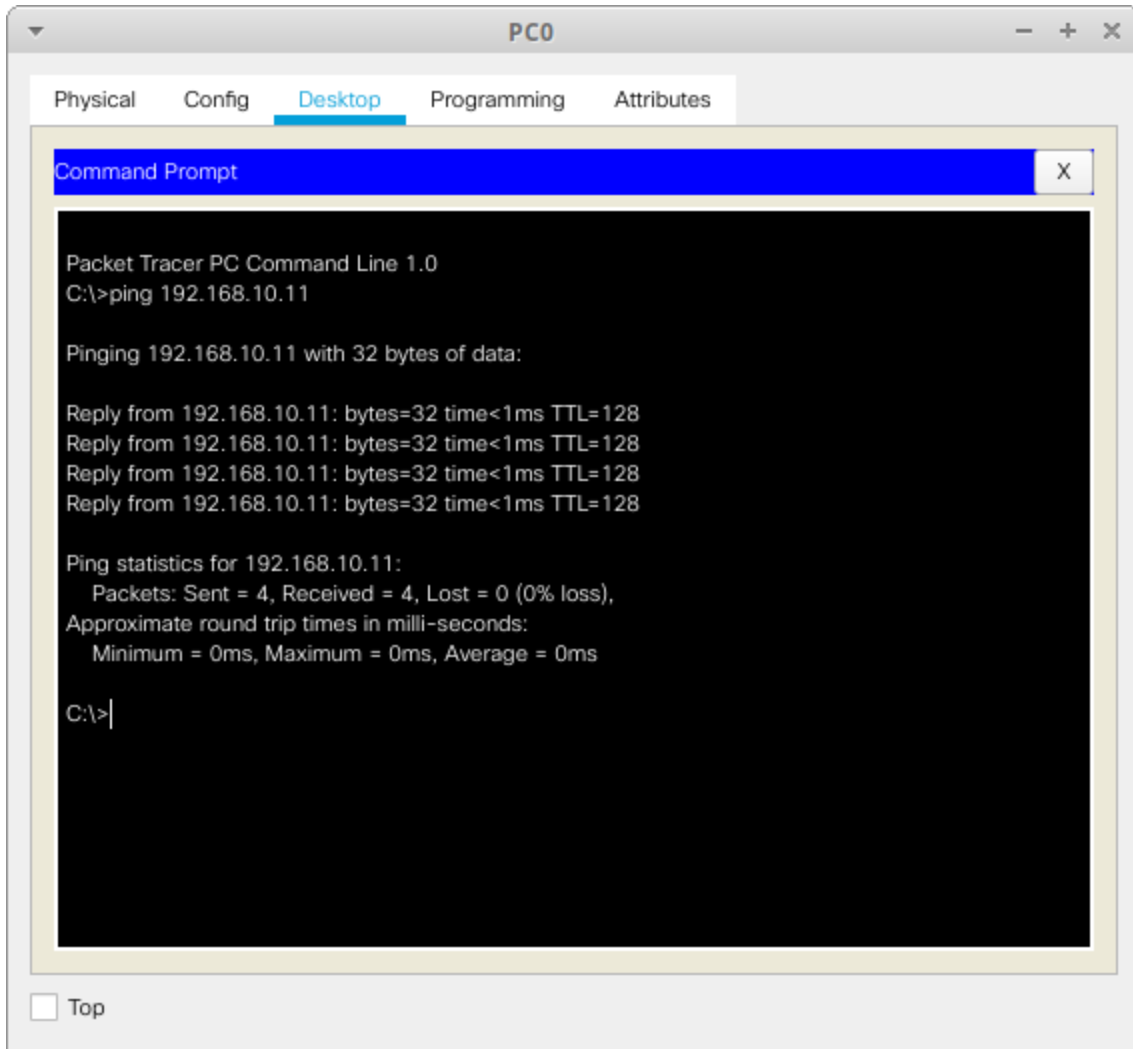 PC0
Physical Config Desktop Programming Attributes
Command Prompt
X
Packet Tracer PC Command Line 1.0
C:\>ping 192.168.10.11
Pinging 192.168.10.11 with 32 bytes of data:
Reply from 192.168.10.11: bytes=32 time<1ms TTL=128
Reply from 192.168.10.11: bytes=32 time<1ms TTL=128
Reply from 192.168.10.11: bytes=32 time<1ms TTL=128
Reply from 192.168.10.11: bytes=32 time<1ms TTL=128
Ping statistics for 192.168.10.11:
Packets: Sent = 4, Received = 4, Lost = 0 (0% loss),
Approximate round trip times in milli-seconds:
Minimum = 0ms, Maximum = 0ms, Average = 0ms
C:\>
Top